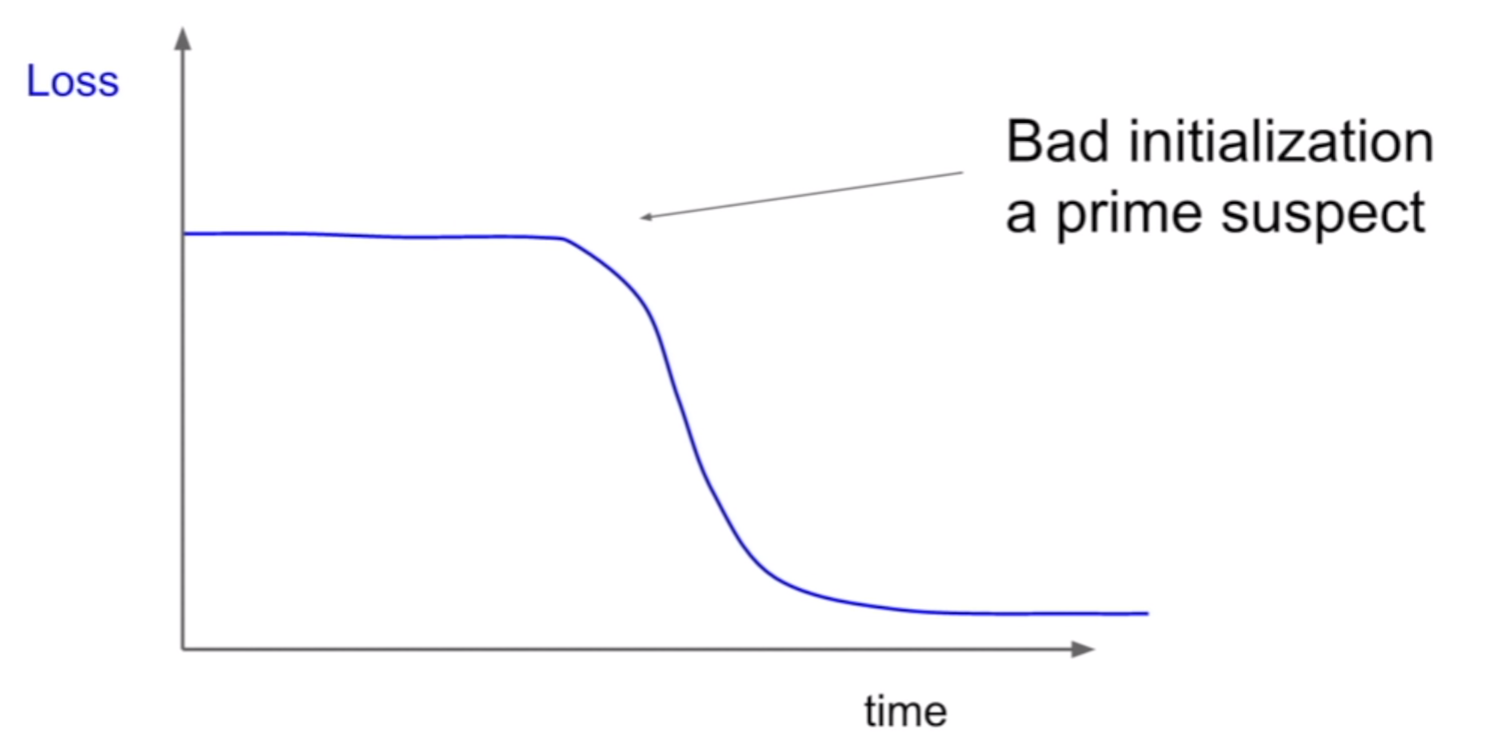 Loss
Bad initialization
a prime suspect
time